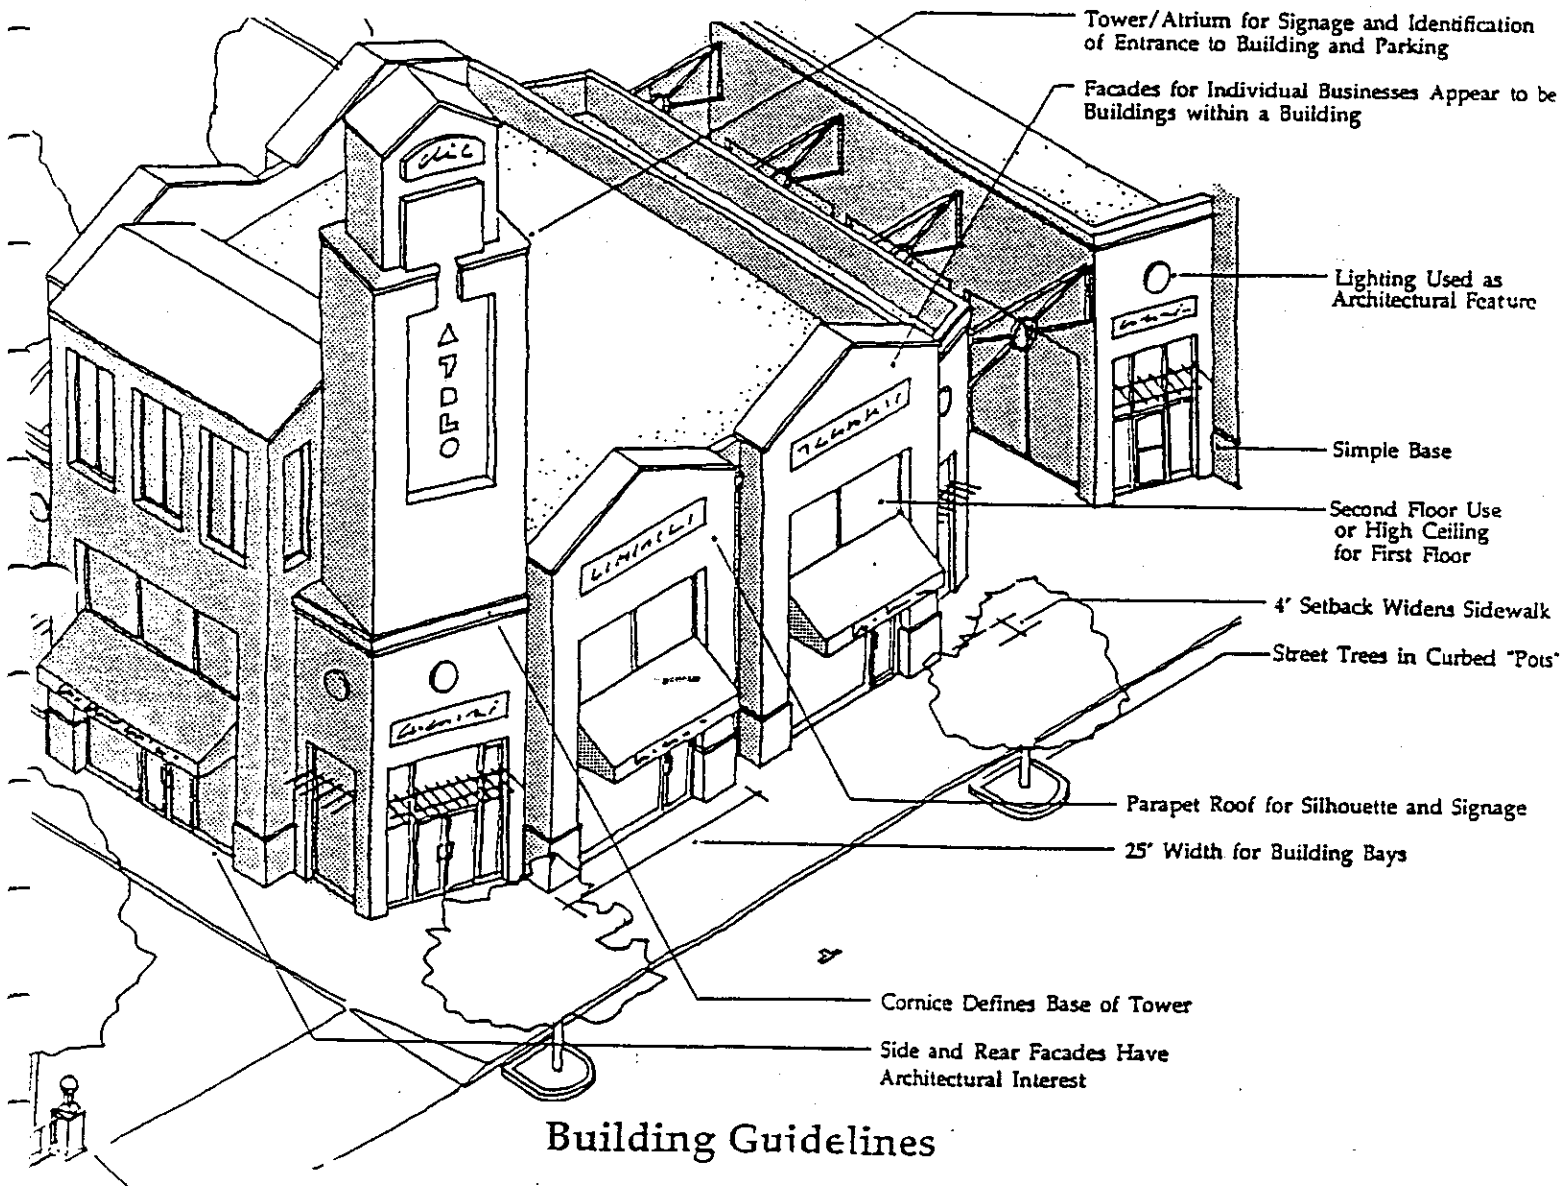 Tower/Atrium for Signage and Identification
of Entrance to Building and Parking
Facades for Individual Businesses Appear to be
Buildings within a Building
Lighting Used as
Architectural Feature
Simple Base
Second Floor Use
or High Ceiling
for First Floor
4' Setback Widens Sidewalk
Street Trees in Curbed "Pots"
Parapet Roof for Silhouette and Signage
25' Width for Building Bays
Cornice Defines Base of Tower
Side and Rear Facades Have
Architectural Interest
Building Guidelines